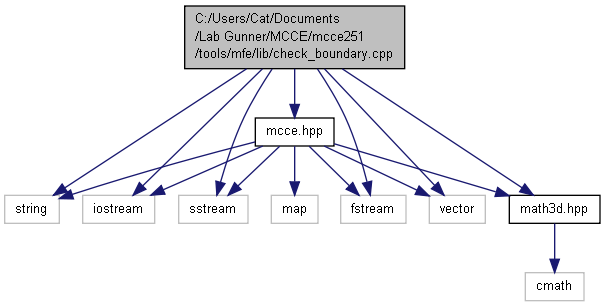 C:/Users/Cat/Documents
/Lab Gunner/MCCE/mcce251
/tools/mfe/lib/check_boundary.cpp
mcce.hpp
string
iostream
sstream
map
fstream
vector
math3d.hpp
cmath